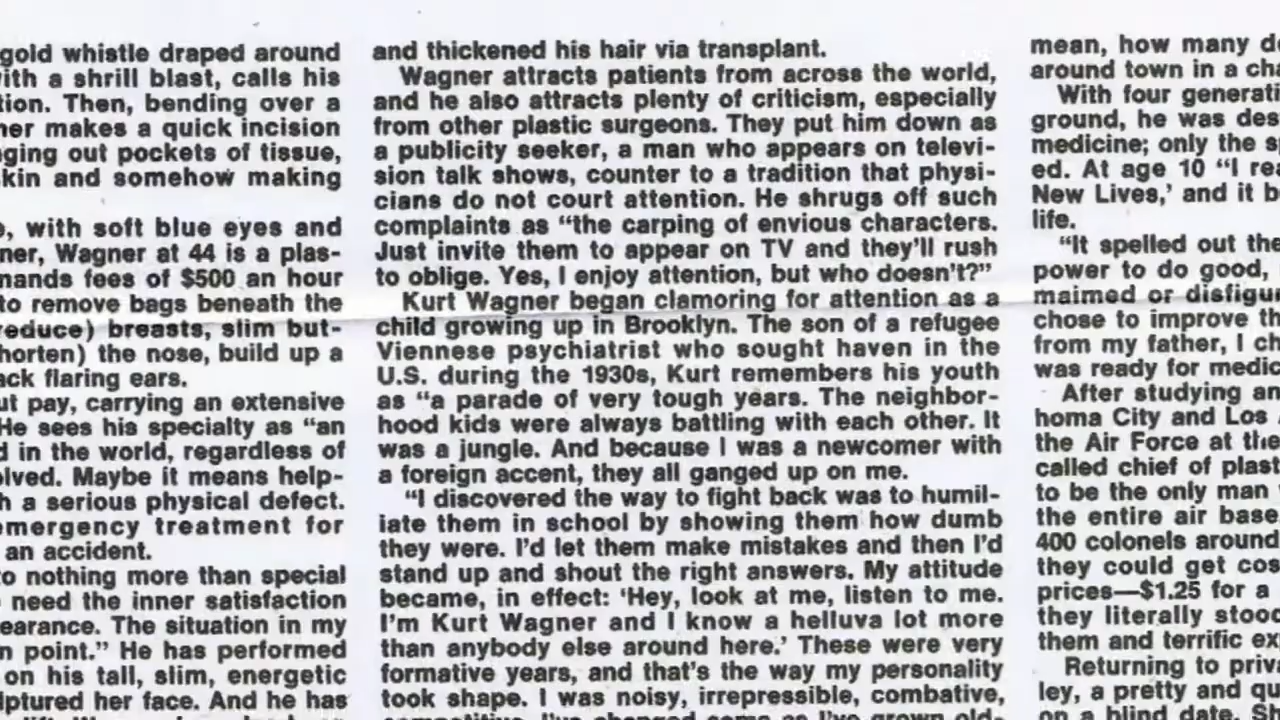 gold whistle draped around
with a shrill blast, calls his
tion. Then, bending over a
ner makes a quick incision
ging out pockets of tissue,
skin and somehow making
, with soft blue eyes and
ner, Wagner at 44 is a plas-
mands fees of $500 an hour
to remove bags beneath the
reduce) breasts, slim but-
horten) the nose, build up a
ack flaring ears.
ut pay, carrying an extensive
He sees his specialty as “an
d in the world, regardless of
olved. Maybe it means help-
h a serious physical defect.
emergency treatment for
an accident.
to nothing more than special
need the inner satisfaction
earance. The situation in my
n point.” He has performed
on his tall, slim, energetic
lptured her face. And he has
and thickened his hair via transplant.
Wagner attracts patients from across the world,
and he also attracts plenty of criticism, especially
from other plastic surgeons. They put him down as
a publicity seeker, a man who appears on televi-
sion talk shows, counter to a tradition that physi-
cians do not court attention. He shrugs off such
complaints as “the carping of envious characters.
Just invite them to appear on TV and they’ll rush
to oblige. Yes, I enjoy attention, but who doesn’t?”
Kurt Wagner began clamoring for attention as a
child growing up in Brooklyn. The son of a refugee
Viennese psychiatrist who sought haven in the
U.S. during the 1930s, Kurt remembers his youth
as “a parade of very tough years. The neighbor-
hood kids were always battling with each other. It
was a jungle. And because I was a newcomer with
a foreign accent, they all ganged up on me.
“I discovered the way to fight back was to humil-
iate them in school by showing them how dumb
they were. I’d let them make mistakes and then I’d
stand up and shout the right answers. My attitude
became, in effect: ‘Hey, look at me, listen to me.
I’m Kurt Wagner and I know a helluva lot more
than anybody else around here.’ These were very
formative years, and that’s the way my personality
took shape. I was noisy, irrepressible, combative,
competitive. I’ve changed some as I’ve grown old-
mean, how many d
around town in a cha
With four generati
ground, he was des
medicine; only the sp
ed. At age 10 “I rea
New Lives,’ and it b
life.
“It spelled out the
power to do good,
maimed or disfigu
chose to improve th
from my father, I ch
was ready for medic
After studying an
homa City and Los
the Air Force at the
called chief of plast
to be the only man
the entire air base
400 colonels around
they could get cos
prices—$1.25 for a
they literally stood
them and terrific ex
Returning to priva
ley, a pretty and qu
on a blind date. Sh